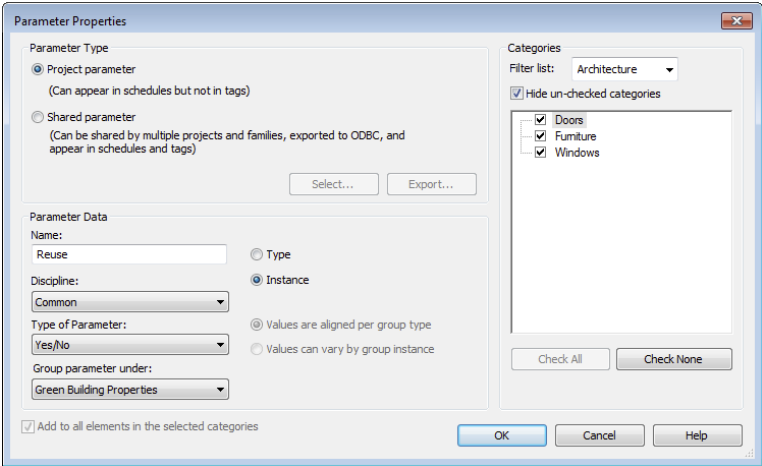 Parameter Properties
Parameter Type
Project parameter
(Can appear in schedules but not in tags)
Shared parameter
(Can be shared by multiple projects and families, exported to ODBC, and
appear in schedules and tags)
Select...
Export...
Parameter Data
Name:
Reuse
Type
Discipline:
Instance
Common
Type of Parameter:
Values are aligned per group type
Yes/No
Values can vary by group instance
Group parameter under:
Green Building Properties
Add to all elements in the selected categories
Categories
Filter list:
Architecture
Hide un-checked categories
Doors
Furniture
Windows
Check All
Check None
OK
Cancel
Help